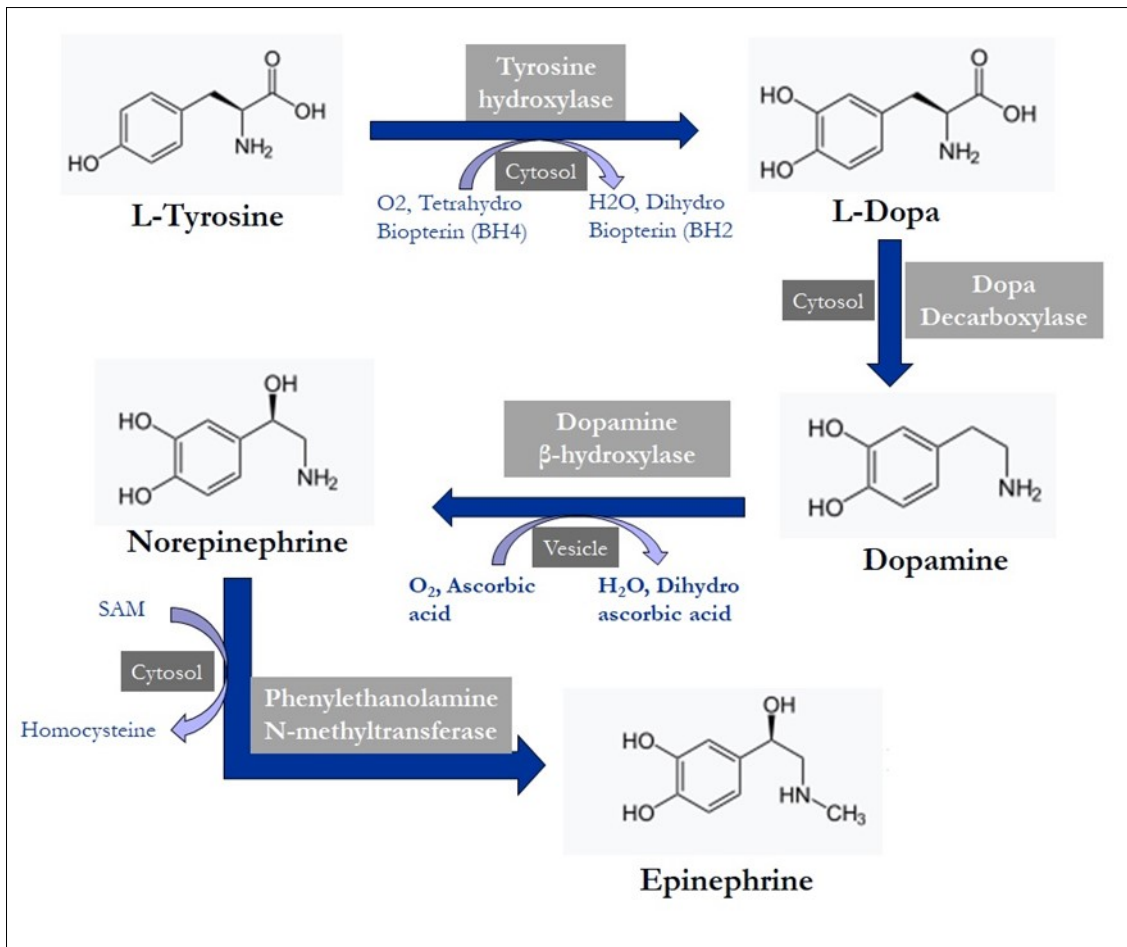 O
OH
NH₂
HO
L-Tyrosine
Tyrosine
hydroxylase
Cytosol
O2, Tetrahydro
Biopterin (BH4)
H2O, Dihydro
Biopterin (BH2
O
HO
OH
HO
NH₂
L-Dopa
Cytosol
Dopa
Decarboxylase
HO
HO
NH₂
Dopamine
Dopamine
β-hydroxylase
Vesicle
O₂, Ascorbic
acid
H₂O, Dihydro
ascorbic acid
OH
HO
HO
NH₂
Norepinephrine
SAM
Cytosol
Homocysteine
Phenylethanolamine
N-methyltransferase
OH
HO
HO
HN
CH₃
Epinephrine